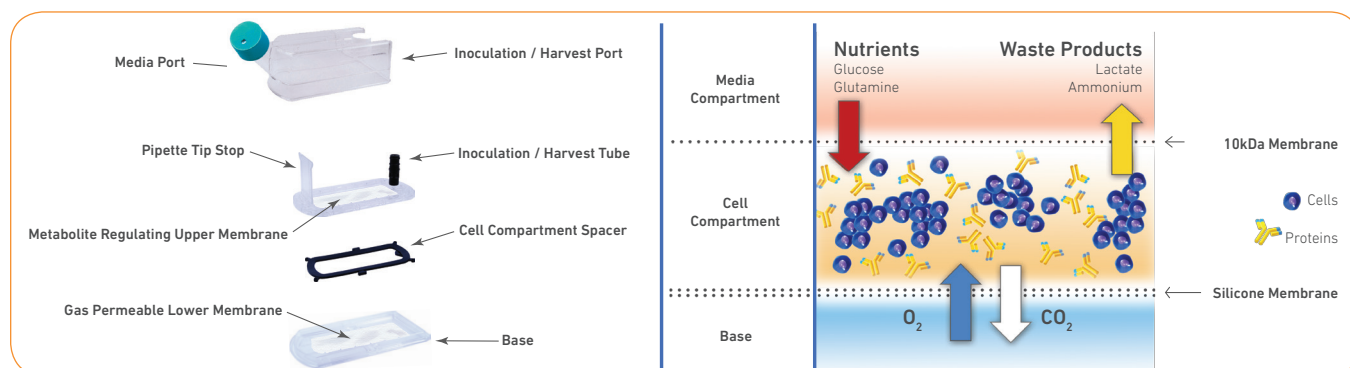 Media Port
Inoculation / Harvest Port
Pipette Tip Stop
Inoculation / Harvest Tube
Metabolite Regulating Upper Membrane
Cell Compartment Spacer
Gas Permeable Lower Membrane
Base
Media
Compartment
Cell
Compartment
Base
Nutrients
Glucose
Glutamine
Waste Products
Lactate
Ammonium
O₂
CO₂
10kDa Membrane
Cells
Proteins
Silicone Membrane